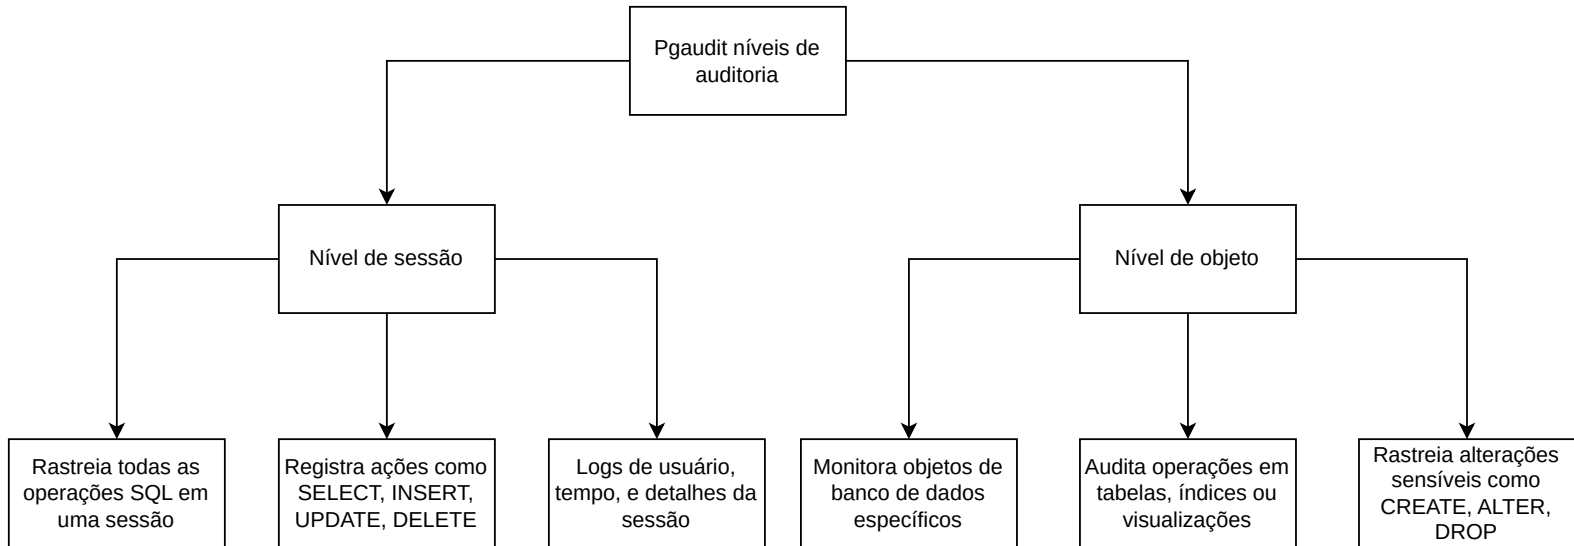 Pgaudit níveis de
auditoria
Nível de sessão
Nível de objeto
Rastreia todas as
operações SQL em
uma sessão
Registra ações como
SELECT, INSERT,
UPDATE, DELETE
Logs de usuário,
tempo, e detalhes da
sessão
Monitora objetos de
banco de dados
específicos
Audita operações em
tabelas, índices ou
visualizações
Rastreia alterações
sensíveis como
CREATE, ALTER,
DROP